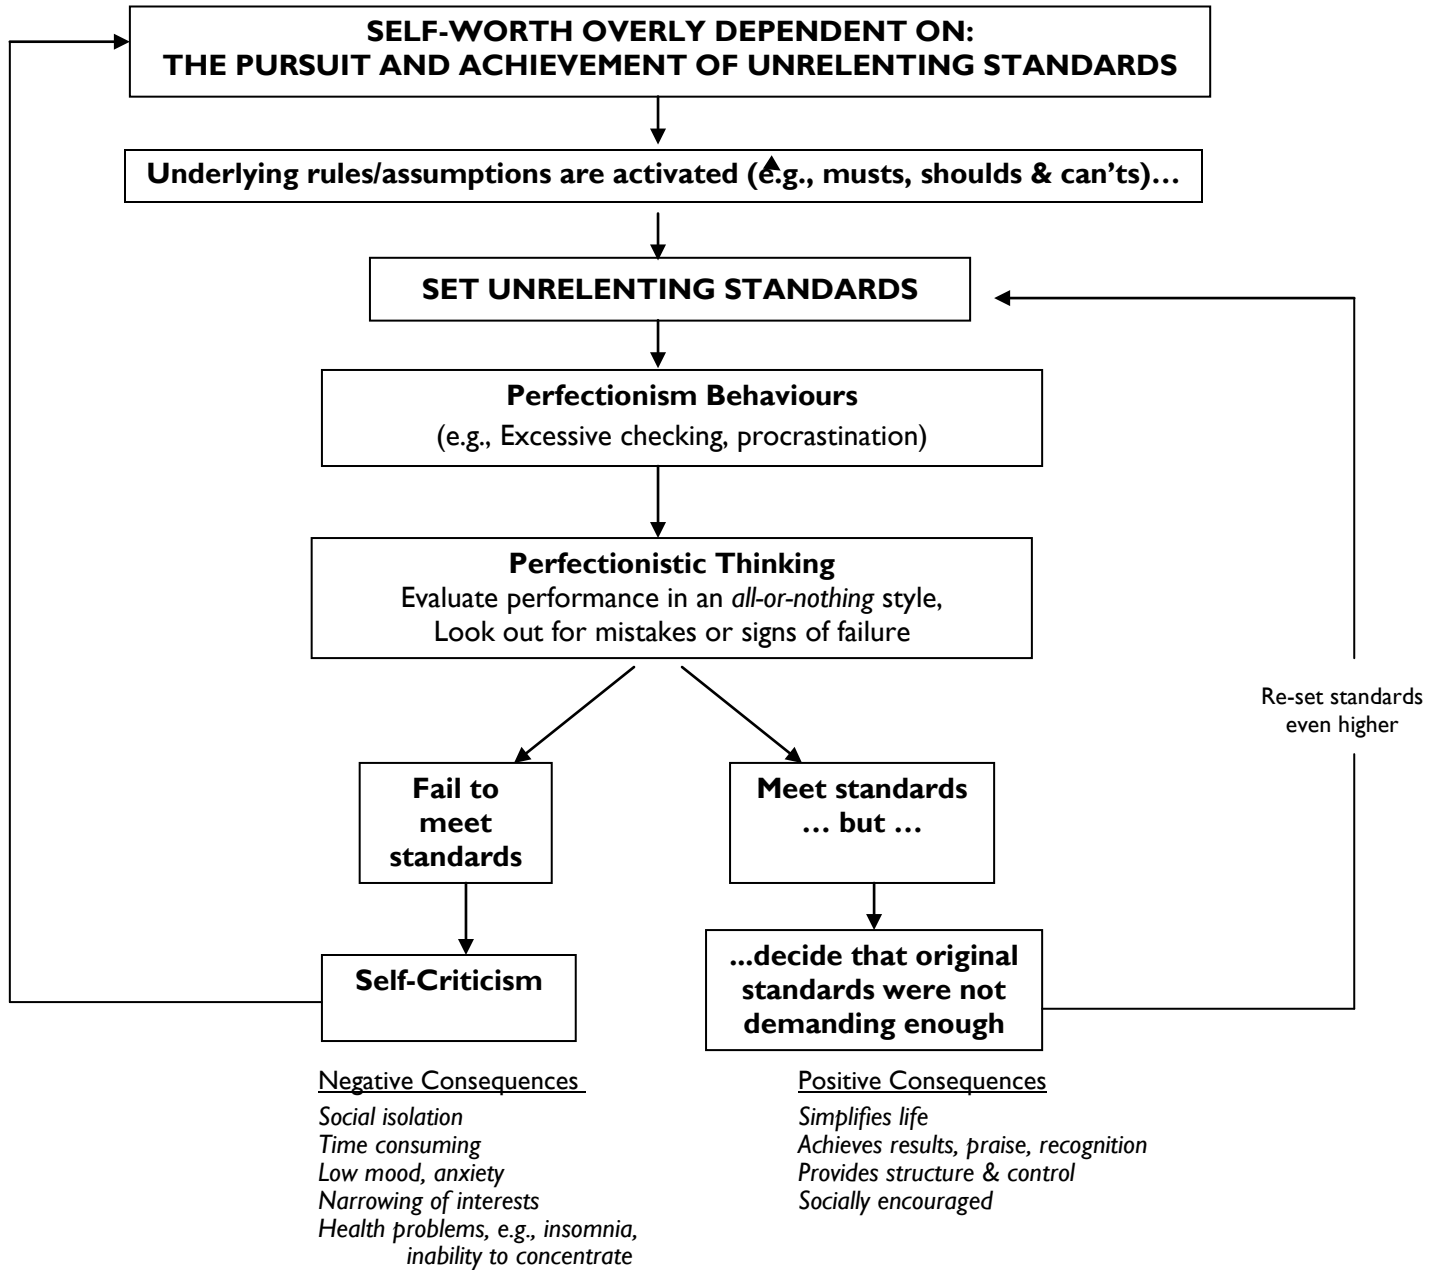 SELF-WORTH OVERLY DEPENDENT ON:
THE PURSUIT AND ACHIEVEMENT OF UNRELENTING STANDARDS
Underlying rules/assumptions are activated (e.g., musts, shoulds & can'ts)…
SET UNRELENTING STANDARDS
Perfectionism Behaviours
(e.g., Excessive checking, procrastination)
Perfectionistic Thinking
Evaluate performance in an all-or-nothing style,
Look out for mistakes or signs of failure
Re-set standards
even higher
Fail to
meet
standards
Meet standards
… but …
Self-Criticism
...decide that original
standards were not
demanding enough
Negative Consequences
Social isolation
Time consuming
Low mood, anxiety
Narrowing of interests
Health problems, e.g., insomnia,
inability to concentrate
Positive Consequences
Simplifies life
Achieves results, praise, recognition
Provides structure & control
Socially encouraged